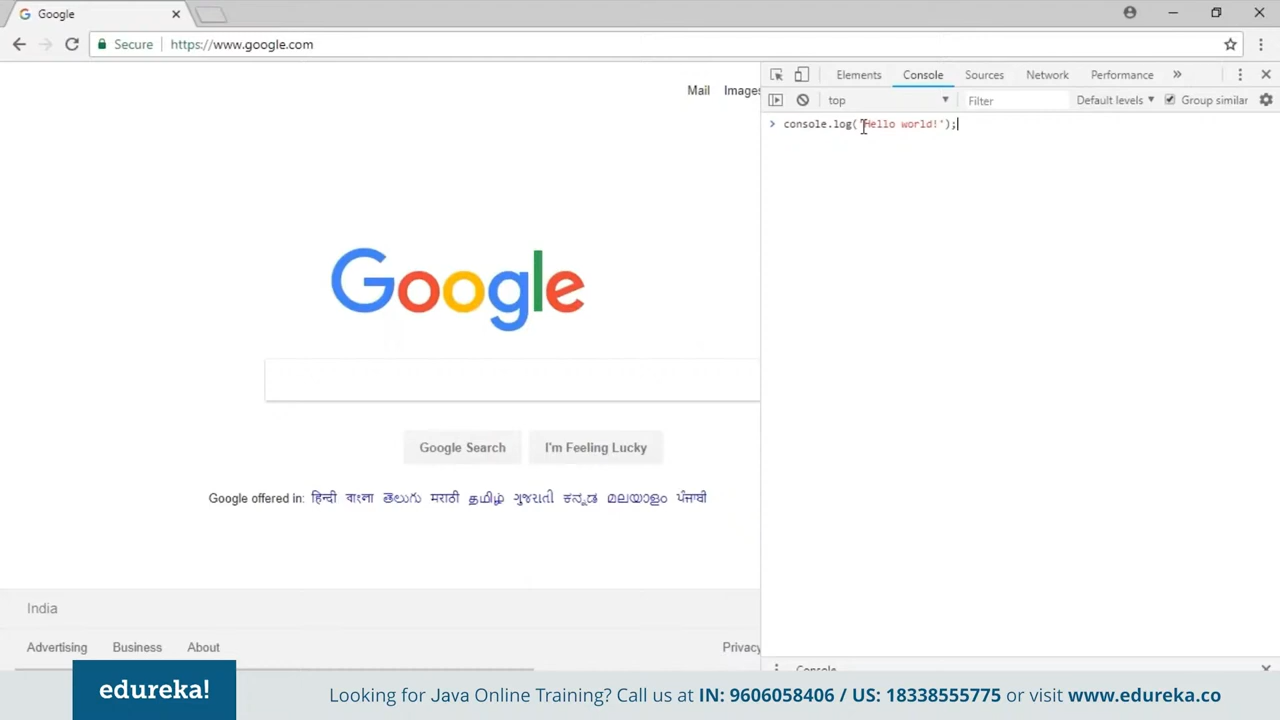 Google
Secure
https://www.google.com
Mail
Images
Google
Google Search
I'm Feeling Lucky
Google offered in: हिन्दी বাংলা తెలుగు मराठी தமிழ் ગુજરાતી ಕನ್ನಡ മലയാളം ਪੰਜਾਬੀ
India
Advertising Business About
Privacy
Elements Console Sources Network Performance »
top Filter Default levels Group similar
> console.log('Hello world!');
Console
edureka!
Looking for Java Online Training? Call us at IN: 9606058406 / US: 18338555775 or visit www.edureka.co